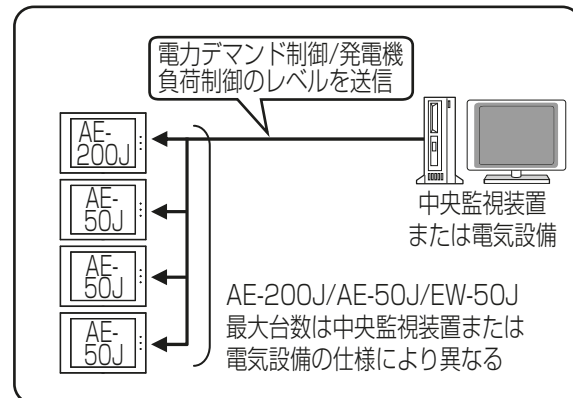 電力デマンド制御/発電機
負荷制御のレベルを送信
AE-
200J
AE-
50J
AE-
50J
AE-
50J
中央監視装置
または電気設備
AE-200J/AE-50J/EW-50J
最大台数は中央監視装置または
電気設備の仕様により異なる